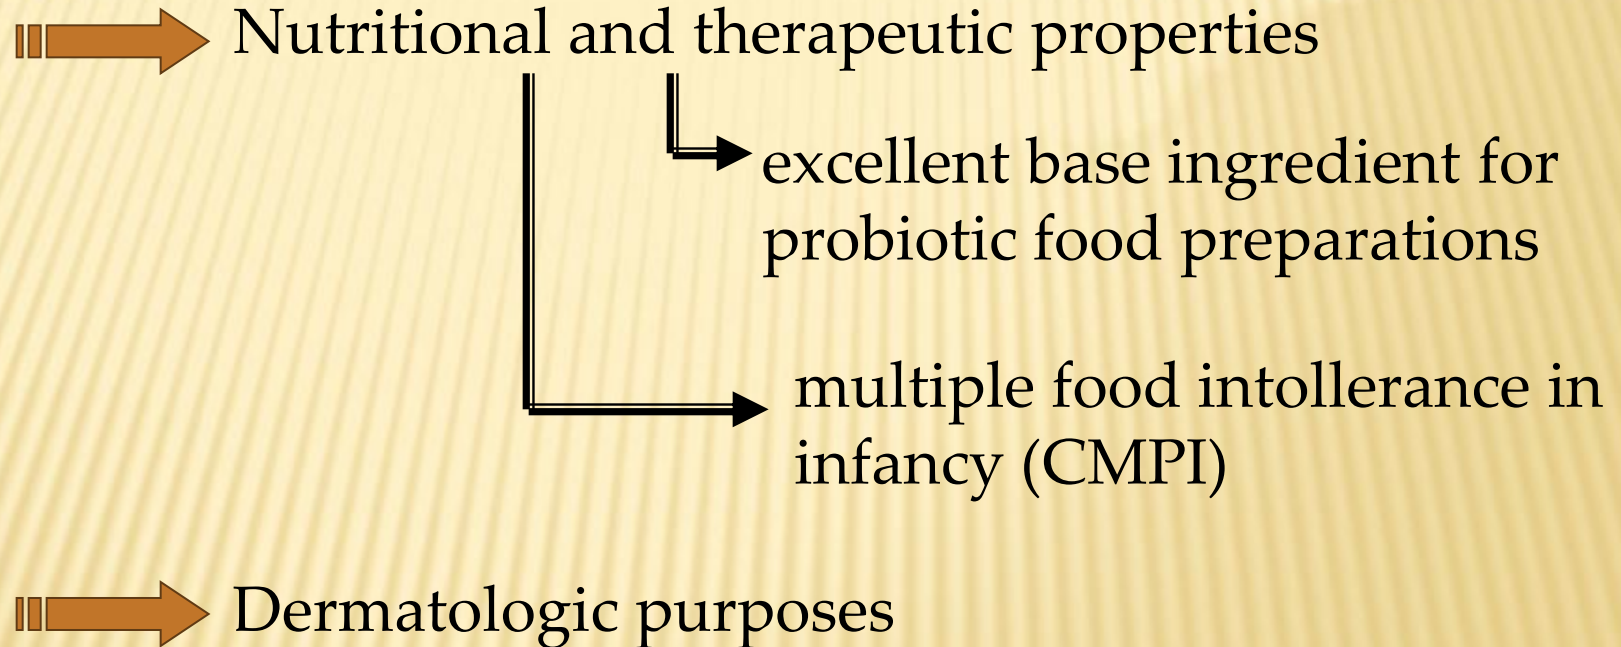 Nutritional and therapeutic properties
excellent base ingredient for
probiotic food preparations
multiple food intollerance in
infancy (CMPI)
Dermatologic purposes